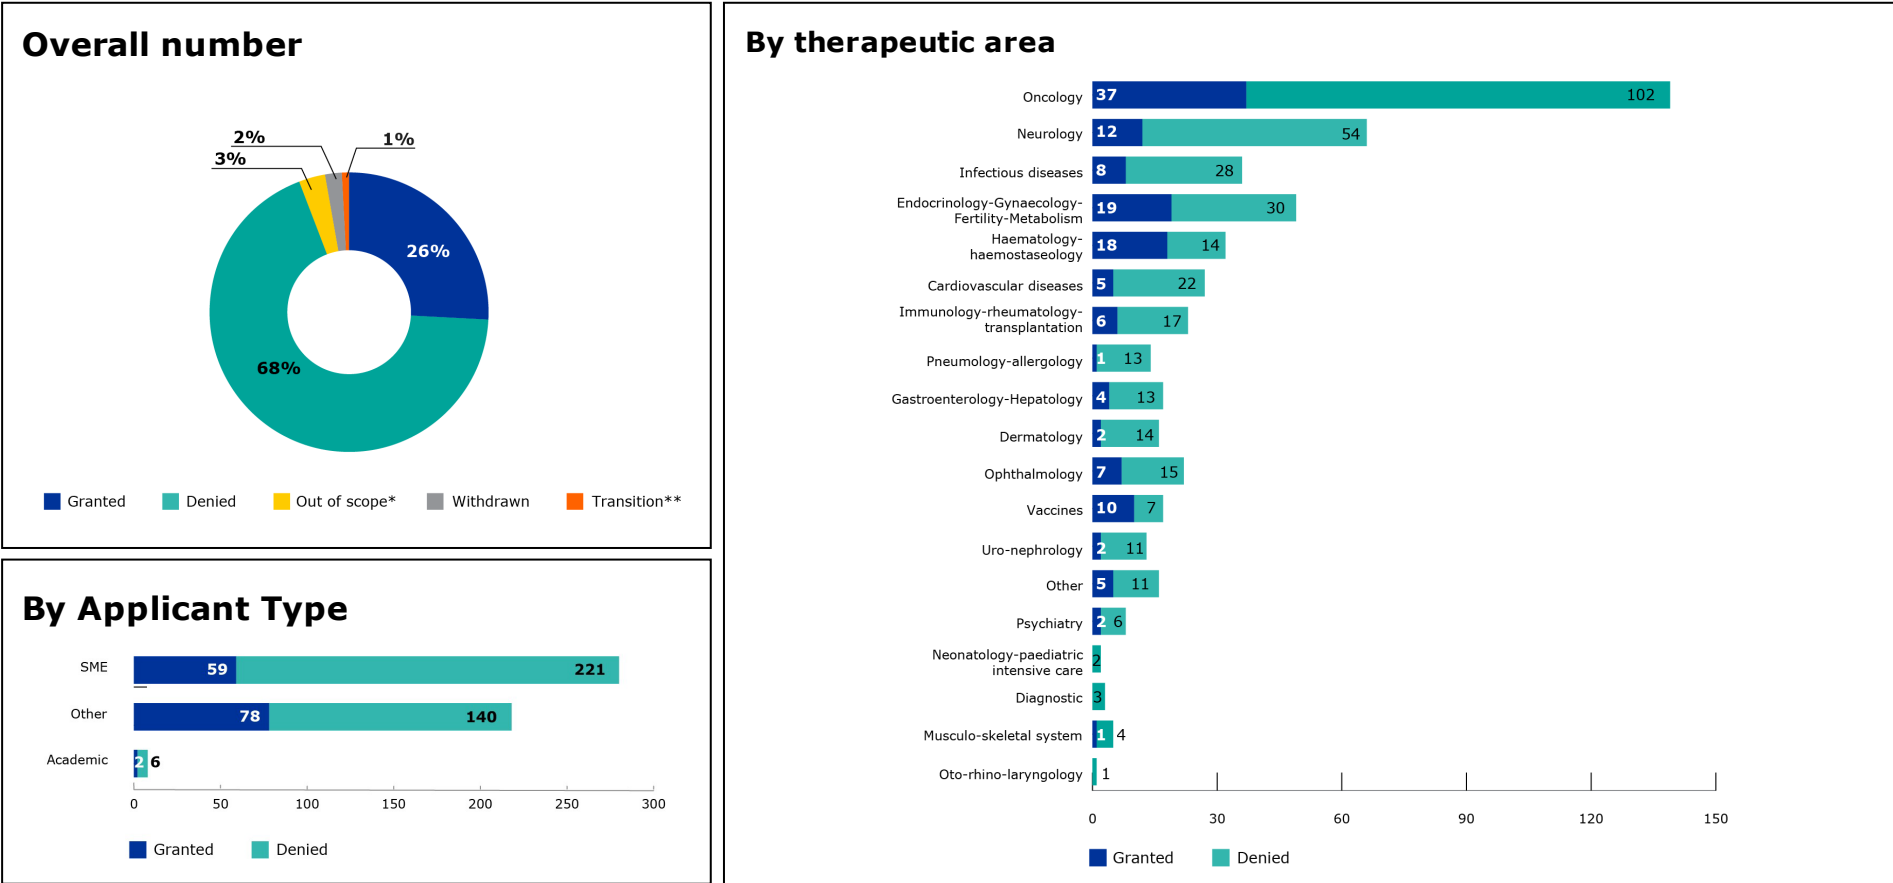 Overall number
2%
1%
3%
26%
68%
Granted
Denied
Out of scope*
Withdrawn
Transition**
By Applicant Type
SME
59
221
Other
78
140
Academic
2
6
0
50
100
150
200
250
300
Granted
Denied
By therapeutic area
Oncology
37
102
Neurology
12
54
Infectious diseases
8
28
Endocrinology-Gynaecology-
Fertility-Metabolism
19
30
Haematology-
haemostaseology
18
14
Cardiovascular diseases
5
22
Immunology-rheumatology-
transplantation
6
17
Pneumology-allergology
1
13
Gastroenterology-Hepatology
4
13
Dermatology
2
14
Ophthalmology
7
15
Vaccines
10
7
Uro-nephrology
2
11
Other
5
11
Psychiatry
2
6
Neonatology-paediatric
intensive care
2
Diagnostic
3
Musculo-skeletal system
1
4
Oto-rhino-laryngology
1
0
30
60
90
120
150
Granted
Denied